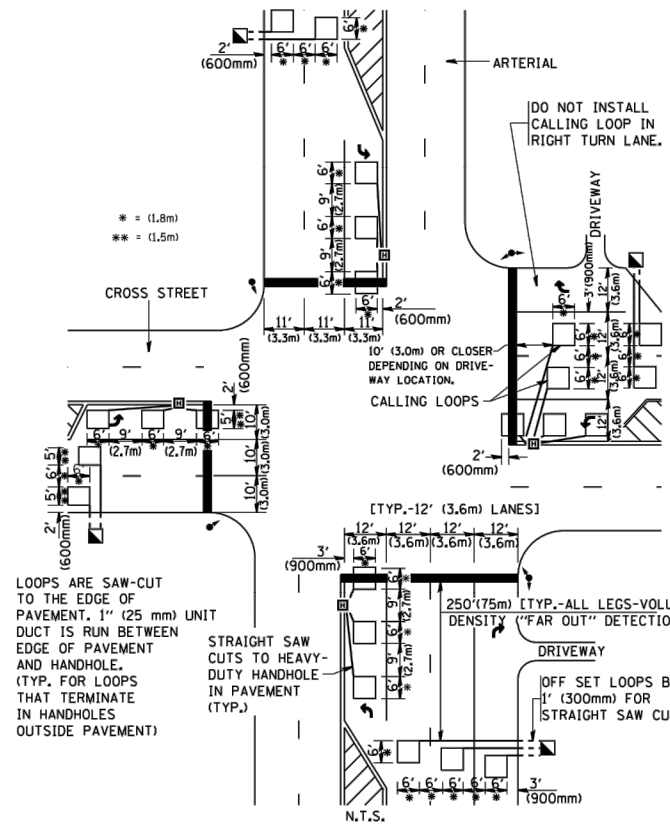 6' 6' 6'
* * *
6'
*
2'
(600mm)
ARTERIAL
DO NOT INSTALL
CALLING LOOP IN
RIGHT TURN LANE.
DRIVEWAY
* = (1.8m)
** = (1.5m)
6'
*
9'
(2.7m)
6'
*
9'
(2.7m)
6'
*
H
6'
*
2'
(600mm)
CROSS STREET
11' 11' 11'
(3.3m) (3.3m) (3.3m)
3'(900mm)
12'
(3.6m)
6'
*
10' (3.0m) OR CLOSER
DEPENDING ON DRIVE-
WAY LOCATION.
CALLING LOOPS
12'
(3.6m)
12'
(3.6m)
H
2'
(600mm)
2'
(600mm)
H
5'
**
10'
(3.0m)
10'
(3.0m)
10'
(3.0m)
6' 9' 6' 9' 6'
* (2.7m) * (2.7m) *
5'
**
6'
*
6'
*
5'
**
2'
(600mm)
[TYP.-12' (3.6m) LANES]
12' 12' 12' 12'
(3.6m) (3.6m) (3.6m) (3.6m)
3'
(900mm)
6'
*
LOOPS ARE SAW-CUT
TO THE EDGE OF
PAVEMENT. 1" (25 mm) UNIT
DUCT IS RUN BETWEEN
EDGE OF PAVEMENT
AND HANDHOLE.
(TYP. FOR LOOPS
THAT TERMINATE
IN HANDHOLES
OUTSIDE PAVEMENT)
STRAIGHT SAW
CUTS TO HEAVY-
DUTY HANDHOLE
IN PAVEMENT
(TYP.)
H
6'
*
9'
(2.7m)
6'
*
9'
(2.7m)
6'
*
250'(75m) [TYP.-ALL LEGS-VOLU
DENSITY ("FAR OUT" DETECTIO
DRIVEWAY
OFF SET LOOPS B
1' (300mm) FOR
STRAIGHT SAW CU
6'
*
6' 6' 6' 6' 6'
* * * * *
3'
(900mm)
N.T.S.